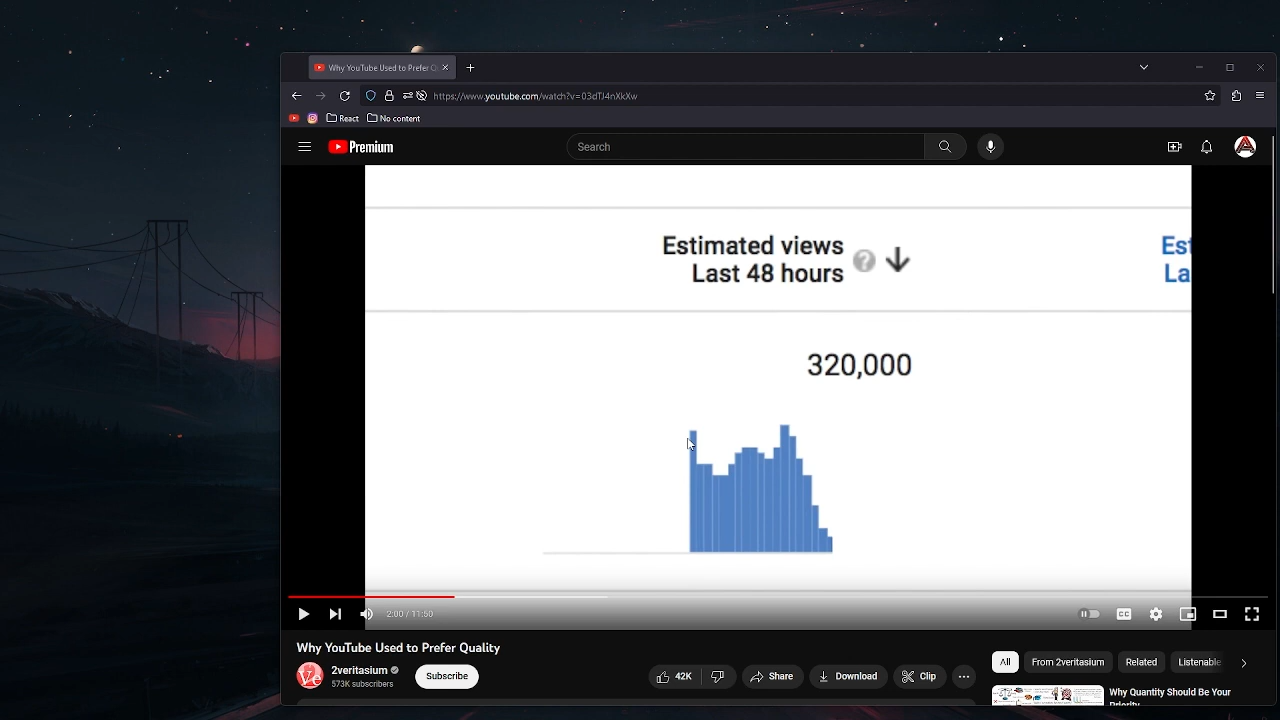 Why YouTube Used to Prefer Q
https://www.youtube.com/watch?v=03dTJ4nXkXw
React
No content
Premium
Search
Estimated views
Last 48 hours
?
Est
La
320,000
2:00 / 11:50
CC
Why YouTube Used to Prefer Quality
2veritasium
573K subscribers
Subscribe
42K
Share
Download
Clip
All
From 2veritasium
Related
Listenable
Why Quantity Should Be Your
Priority